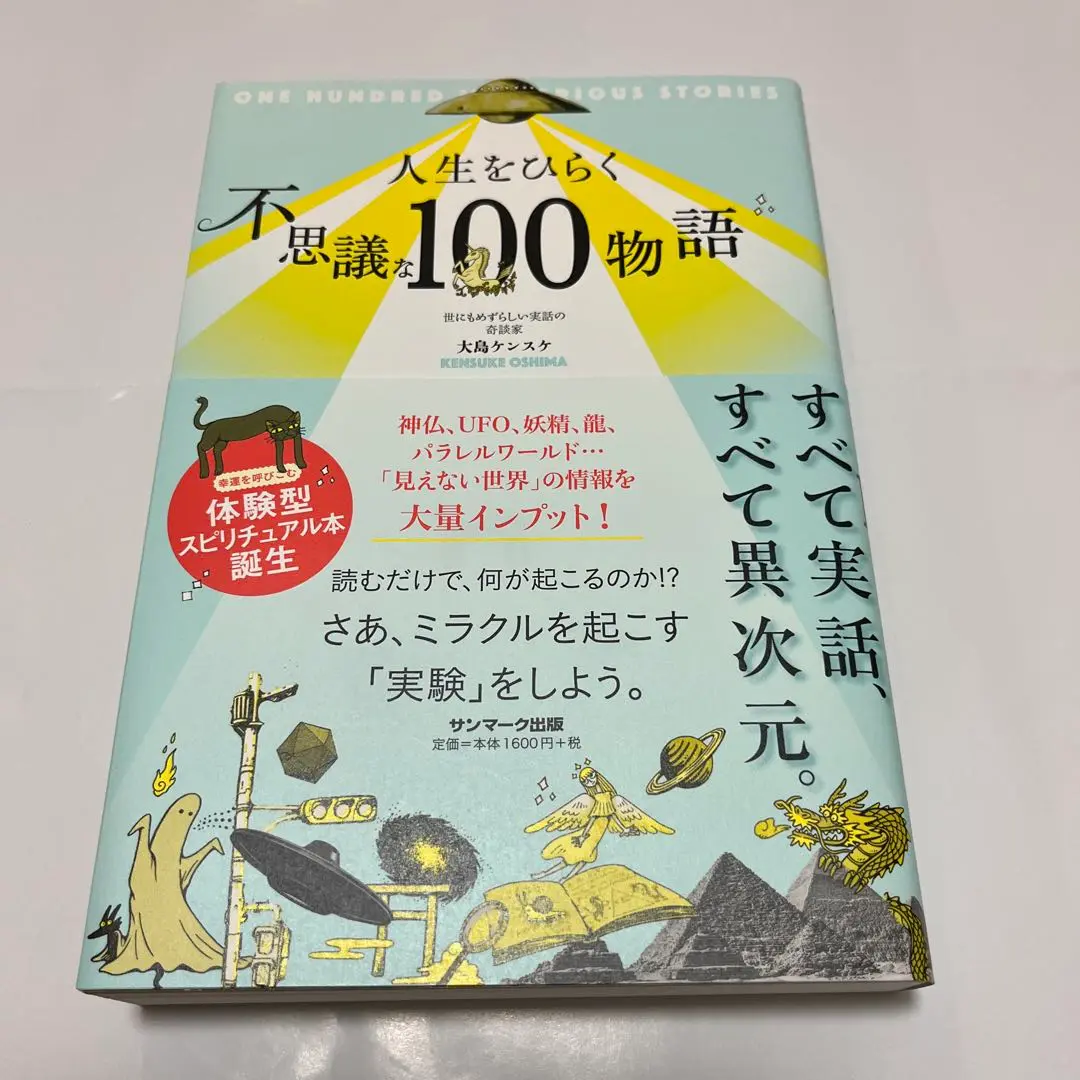 ONE HUNDRED MYSTERIOUS STORIES
人生をひらく
不思議な100物語
世にもめずらしい実話の
奇談家
大島ケンスケ
KENSUKE OSHIMA
すべて実話、
すべて異次元。
神仏、UFO、妖精、龍、
パラレルワールド…
「見えない世界」の情報を
大量インプット!
幸運を呼びこむ
体験型
スピリチュアル本
誕生
読むだけで、何が起こるのか!?
さあ、ミラクルを起こす
「実験」をしよう。
サンマーク出版
定価=本体1600円+税